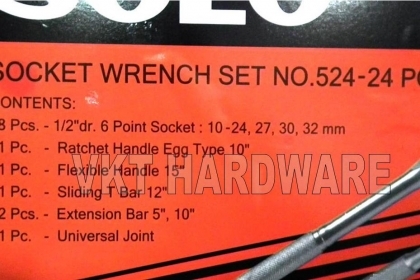 SOLO
SOCKET WRENCH SET NO.524-24 PC
CONTENTS:
8 Pcs. - 1/2"dr. 6 Point Socket : 10-24, 27, 30, 32 mm
1 Pc. - Ratchet Handle Egg Type 10"
1 Pc. - Flexible Handle 15"
VKT HARDWARE
1 Pc. - Sliding T Bar 12"
2 Pcs. - Extension Bar 5", 10"
1 Pc. - Universal Joint